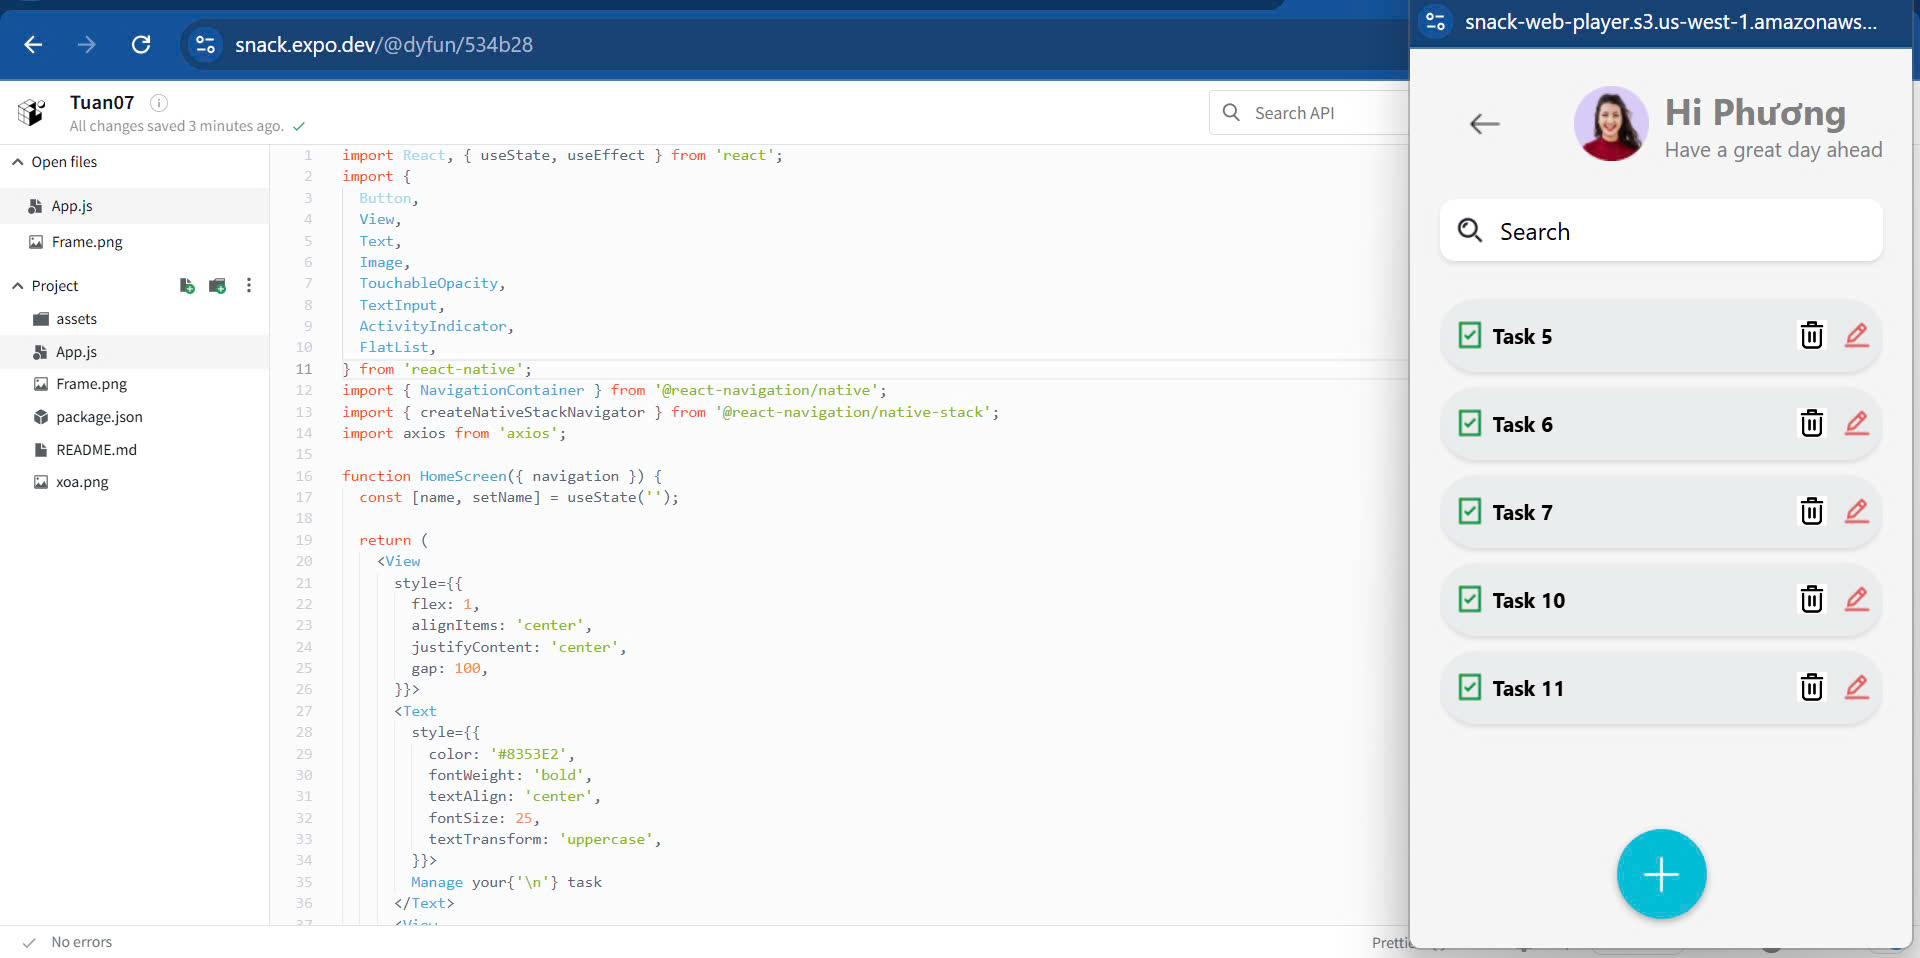 snack.expo.dev/@dyfun/534b28
Tuan07
All changes saved 3 minutes ago.
Search API
Open files
App.js
Frame.png
Project
assets
App.js
Frame.png
package.json
README.md
xoa.png
1 import React, { useState, useEffect } from 'react';
2 import {
3 Button,
4 View,
5 Text,
6 Image,
7 TouchableOpacity,
8 TextInput,
9 ActivityIndicator,
10 FlatList,
11 } from 'react-native';
12 import { NavigationContainer } from '@react-navigation/native';
13 import { createNativeStackNavigator } from '@react-navigation/native-stack';
14 import axios from 'axios';
15
16 function HomeScreen({ navigation }) {
17 const [name, setName] = useState('');
18
19 return (
20 <View
21 style={{
22 flex: 1,
23 alignItems: 'center',
24 justifyContent: 'center',
25 gap: 100,
26 }}>
27 <Text
28 style={{
29 color: '#8353E2',
30 fontWeight: 'bold',
31 textAlign: 'center',
32 fontSize: 25,
33 textTransform: 'uppercase',
34 }}>
35 Manage your{'\n'} task
36 </Text>
37 <View
No errors
Prettie
snack-web-player.s3.us-west-1.amazonaws...
Hi Phương
Have a great day ahead
Search
Task 5
Task 6
Task 7
Task 10
Task 11